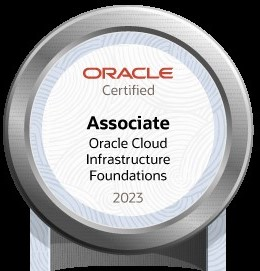 ORACLE
Certified
Associate
Oracle Cloud
Infrastructure
Foundations
2023